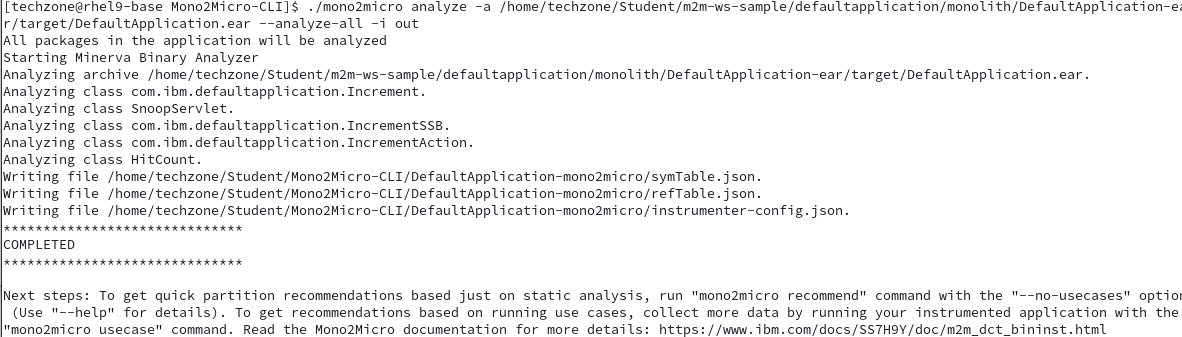 [techzone@rhel9-base Mono2Micro-CLI]$ ./mono2micro analyze -a /home/techzone/Student/m2m-ws-sample/defaultapplication/monolith/DefaultApplication-ea
r/target/DefaultApplication.ear --analyze-all -i out
All packages in the application will be analyzed
Starting Minerva Binary Analyzer
Analyzing archive /home/techzone/Student/m2m-ws-sample/defaultapplication/monolith/DefaultApplication-ear/target/DefaultApplication.ear.
Analyzing class com.ibm.defaultapplication.Increment.
Analyzing class SnoopServlet.
Analyzing class com.ibm.defaultapplication.IncrementSSB.
Analyzing class com.ibm.defaultapplication.IncrementAction.
Analyzing class HitCount.
Writing file /home/techzone/Student/Mono2Micro-CLI/DefaultApplication-mono2micro/symTable.json.
Writing file /home/techzone/Student/Mono2Micro-CLI/DefaultApplication-mono2micro/refTable.json.
Writing file /home/techzone/Student/Mono2Micro-CLI/DefaultApplication-mono2micro/instrumenter-config.json.
******************************
COMPLETED
******************************
Next steps: To get quick partition recommendations based just on static analysis, run "mono2micro recommend" command with the "--no-usecases" option
(Use "--help" for details). To get recommendations based on running use cases, collect more data by running your instrumented application with the
"mono2micro usecase" command. Read the Mono2Micro documentation for more details: https://www.ibm.com/docs/SS7H9Y/doc/m2m_dct_bininst.html